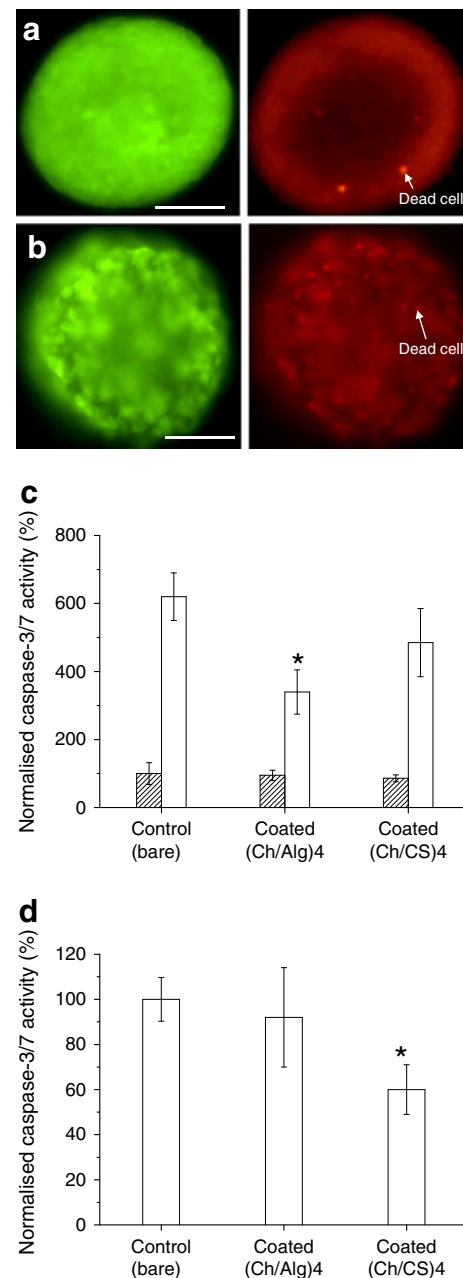 a
Dead cell
b
Dead cell
c
Normalised caspase-3/7 activity (%)
800
600
400
200
0
*
Control
(bare)
Coated
(Ch/Alg)4
Coated
(Ch/CS)4
d
Normalised caspase-3/7 activity (%)
120
100
80
60
40
20
0
*
Control
(bare)
Coated
(Ch/Alg)4
Coated
(Ch/CS)4